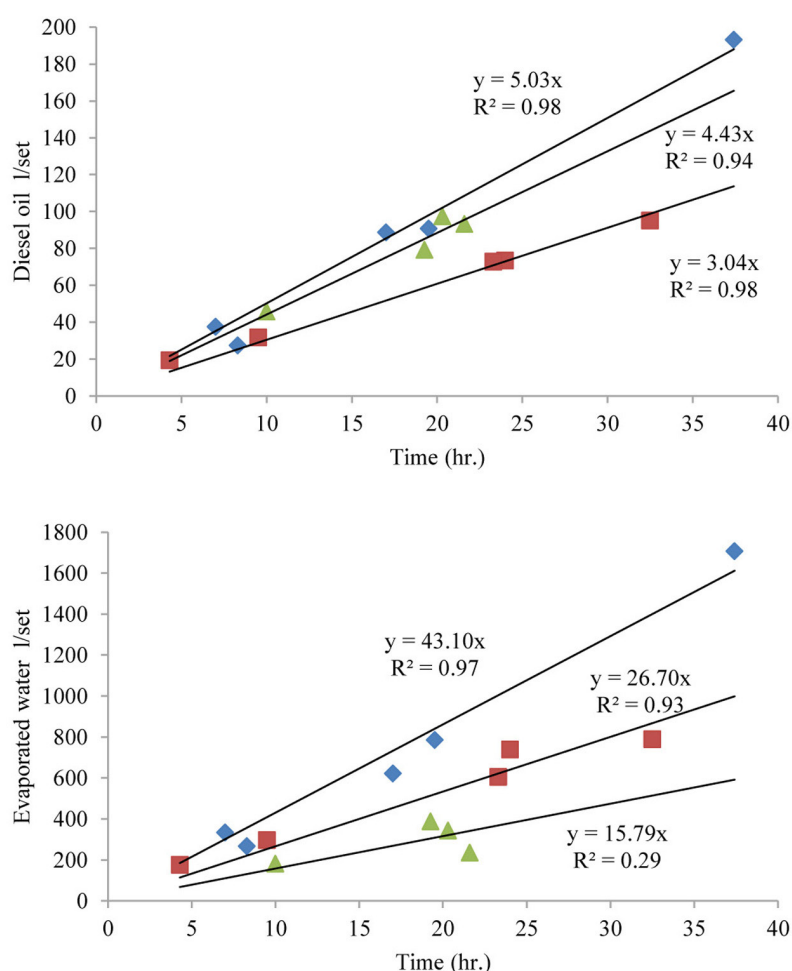 200
180
160
140
120
100
80
60
40
20
0
Diesel oil l/set
y = 5.03x
R² = 0.98
y = 4.43x
R² = 0.94
y = 3.04x
R² = 0.98
0 5 10 15 20 25 30 35 40
Time (hr.)
1800
1600
1400
1200
1000
800
600
400
200
0
Evaporated water l/set
y = 43.10x
R² = 0.97
y = 26.70x
R² = 0.93
y = 15.79x
R² = 0.29
0 5 10 15 20 25 30 35 40
Time (hr.)